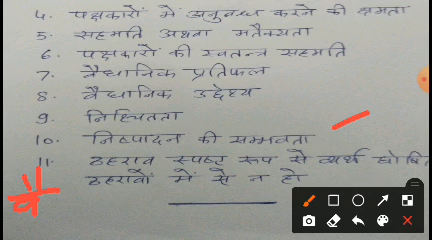 4. पक्षकारों में अनुबन्ध करने की क्षमता
5. सहमति अथवा मतैक्यता
6. पक्षकारों की स्वतन्त्र सहमति
7. वैधानिक प्रतिफल
8. वैधानिक उद्देश्य
9. निश्चितता
10. निष्पादन की सम्भवता
11. ठहराव स्पष्ट रूप से व्यर्थ घोषित
ठहरावों में से न हो